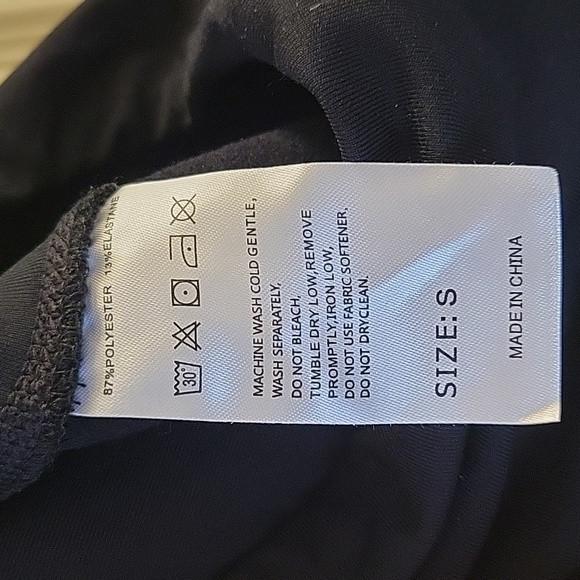 87%POLYESTER 13%ELASTANE
30°
MACHINE WASH COLD GENTLE,
WASH SEPARATELY,
DO NOT BLEACH,
TUMBLE DRY LOW,REMOVE
PROMPTLY,IRON LOW,
DO NOT USE FABRIC SOFTENER.
DO NOT DRYCLEAN.
SIZE: S
MADE IN CHINA